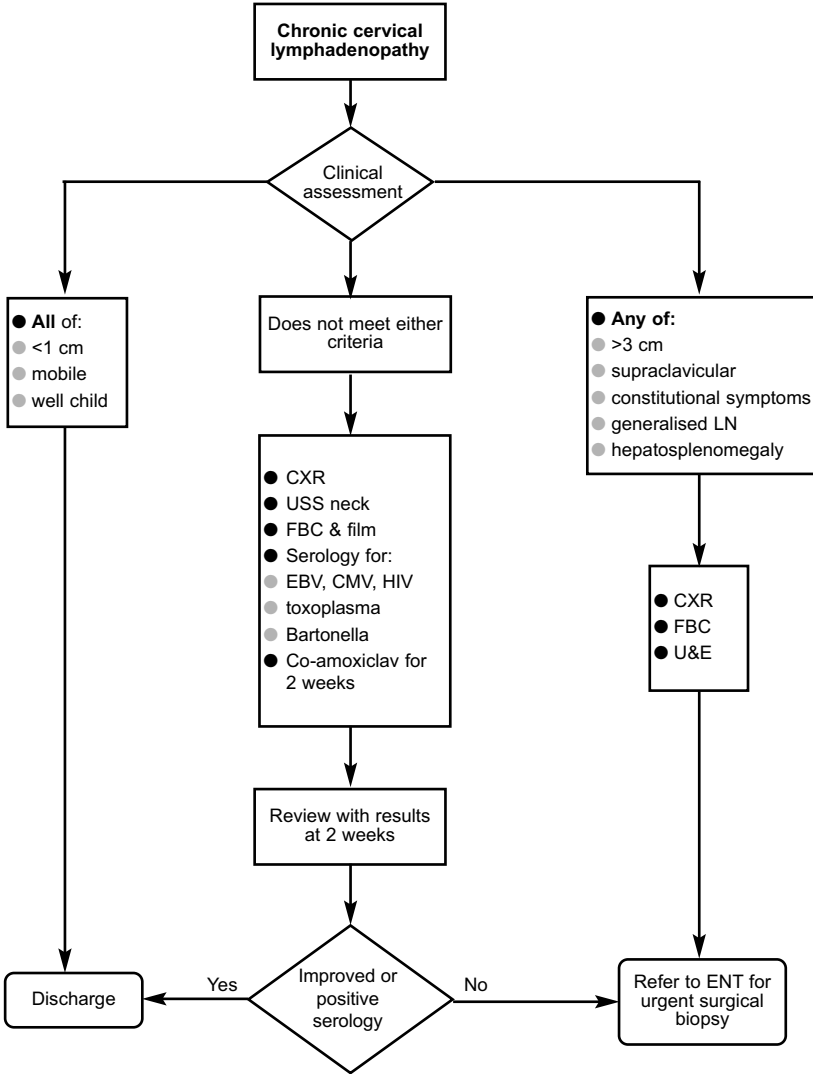 Chronic cervical
lymphadenopathy
Clinical
assessment
All of:
<1 cm
mobile
well child
Does not meet either
criteria
Any of:
>3 cm
supraclavicular
constitutional symptoms
generalised LN
hepatosplenomegaly
CXR
USS neck
FBC & film
Serology for:
EBV, CMV, HIV
toxoplasma
Bartonella
Co-amoxiclav for
2 weeks
CXR
FBC
U&E
Review with results
at 2 weeks
Improved or
positive
serology
Yes
No
Discharge
Refer to ENT for
urgent surgical
biopsy